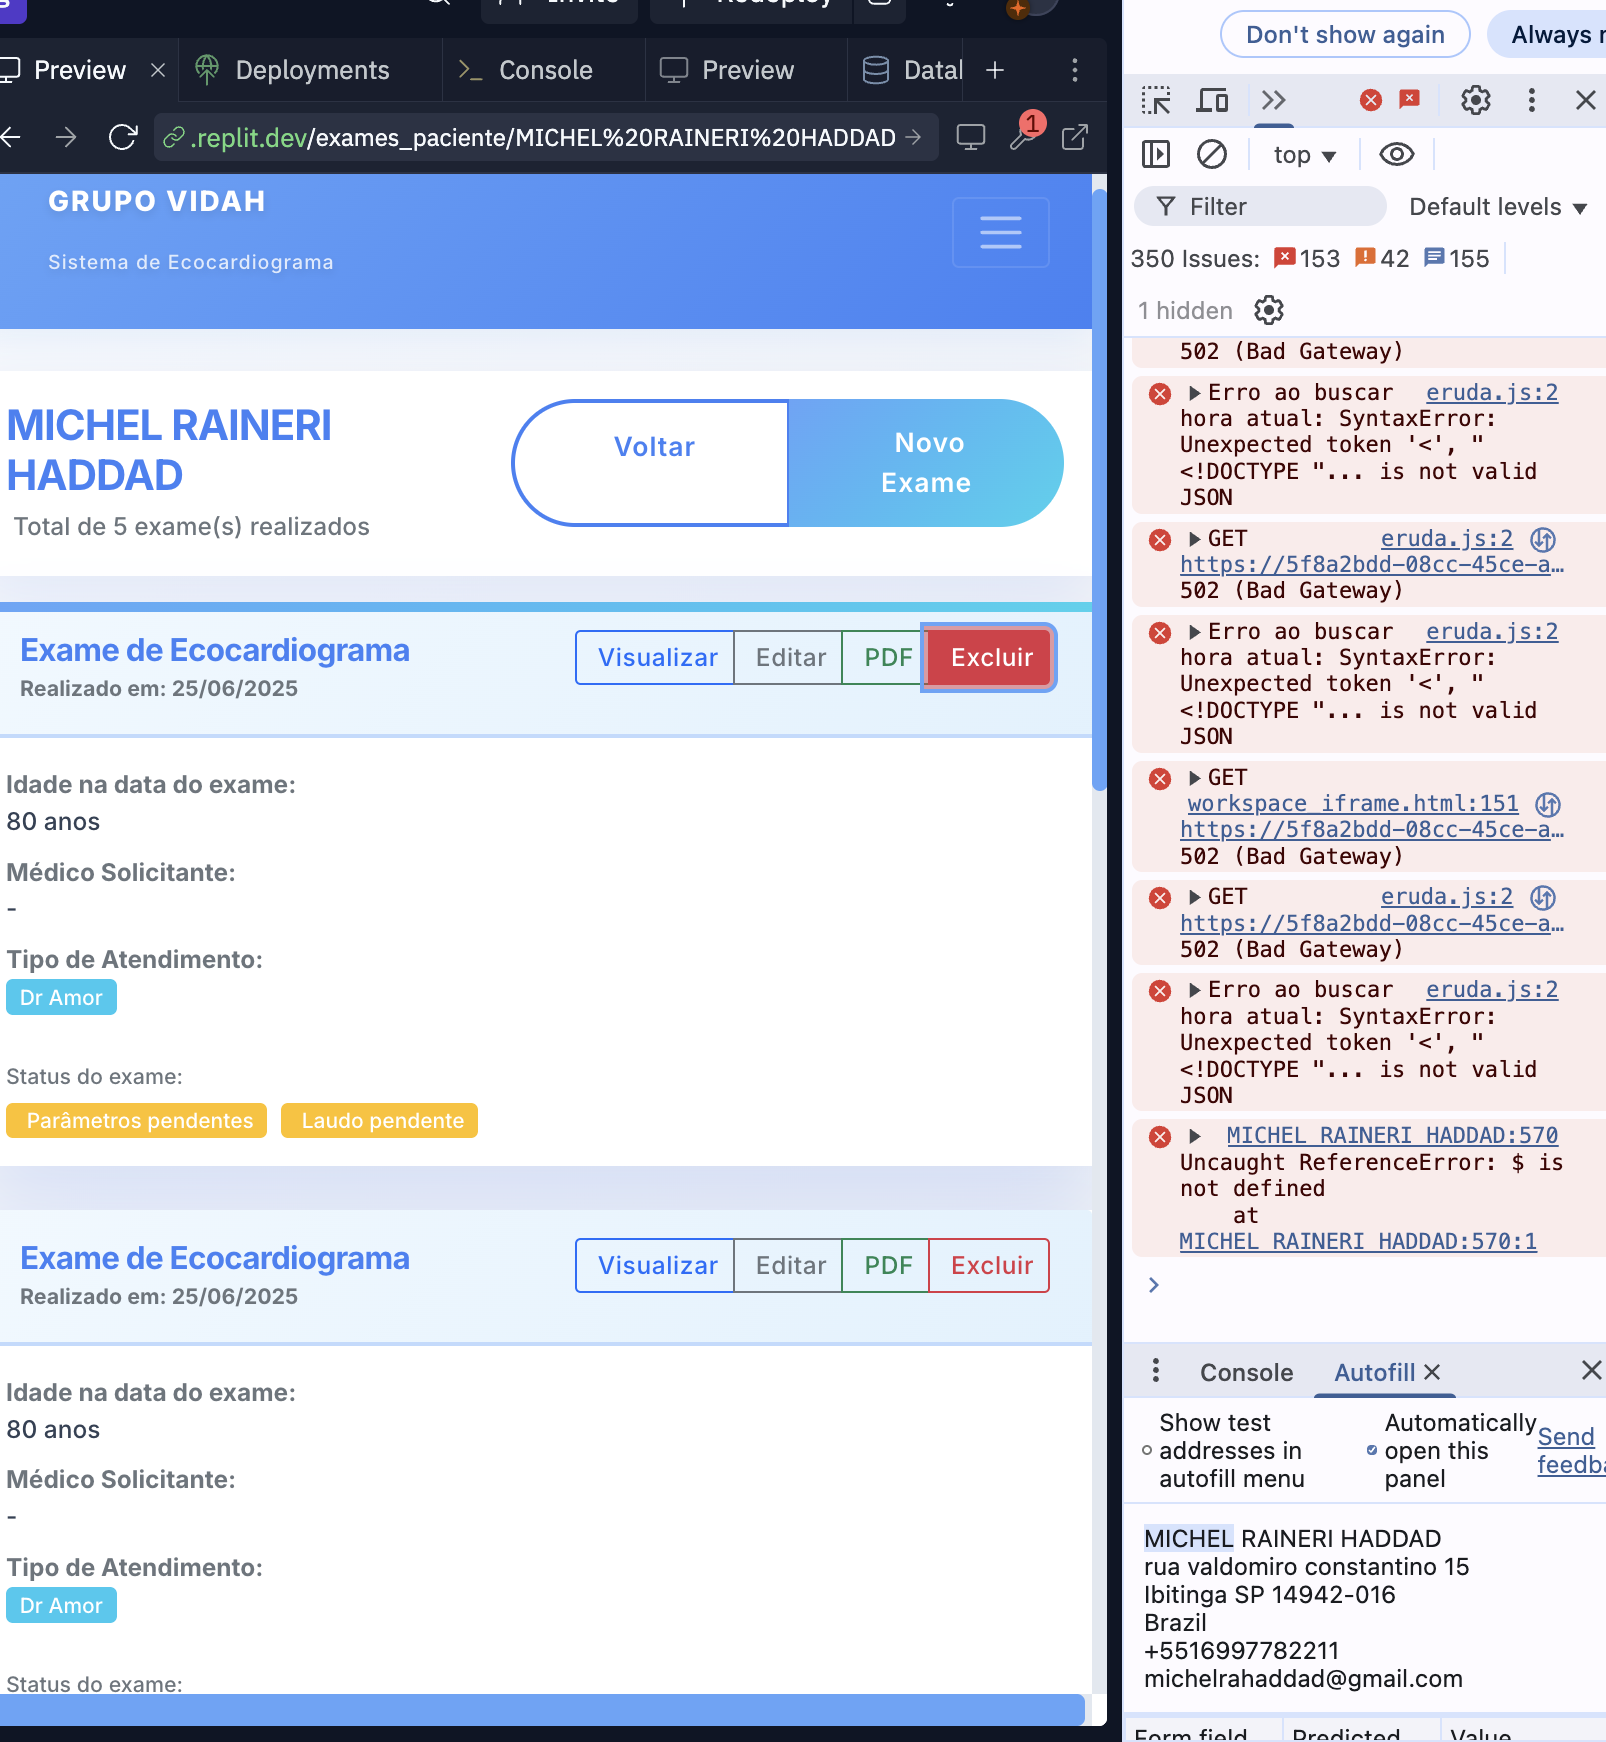 Preview
Deployments
Console
Preview
.replit.dev/exames_paciente/MICHEL%20RAINERI%20HADDAD
1
GRUPO VIDAH
Sistema de Ecocardiograma
MICHEL RAINERI
HADDAD
Total de 5 exame(s) realizados
Voltar
Novo
Exame
Exame de Ecocardiograma
Realizado em: 25/06/2025
Visualizar
Editar
PDF
Excluir
Idade na data do exame:
80 anos
Médico Solicitante:
-
Tipo de Atendimento:
Dr Amor
Status do exame:
Parâmetros pendentes
Laudo pendente
Exame de Ecocardiograma
Realizado em: 25/06/2025
Visualizar
Editar
PDF
Excluir
Idade na data do exame:
80 anos
Médico Solicitante:
-
Tipo de Atendimento:
Dr Amor
Status do exame:
Don't show again
Always
top
Filter
Default levels
350 Issues: 153 42 155
1 hidden
502 (Bad Gateway)
Erro ao buscar eruda.js:2
hora atual: SyntaxError:
Unexpected token '<', "
<!DOCTYPE "... is not valid
JSON
GET eruda.js:2
https://5f8a2bdd-08cc-45ce-a…
502 (Bad Gateway)
Erro ao buscar eruda.js:2
hora atual: SyntaxError:
Unexpected token '<', "
<!DOCTYPE "... is not valid
JSON
GET
workspace_iframe.html:151
https://5f8a2bdd-08cc-45ce-a…
502 (Bad Gateway)
GET eruda.js:2
https://5f8a2bdd-08cc-45ce-a…
502 (Bad Gateway)
Erro ao buscar eruda.js:2
hora atual: SyntaxError:
Unexpected token '<', "
<!DOCTYPE "... is not valid
JSON
MICHEL RAINERI HADDAD:570
Uncaught ReferenceError: $ is
not defined
at
MICHEL RAINERI HADDAD:570:1
Console
Autofill
Show test
addresses in
autofill menu
Automatically
open this
panel
Send
MICHEL RAINERI HADDAD
rua valdomiro constantino 15
Ibitinga SP 14942-016
Brazil
+5516997782211
michelrahaddad@gmail.com
Form field
Predicted
Value